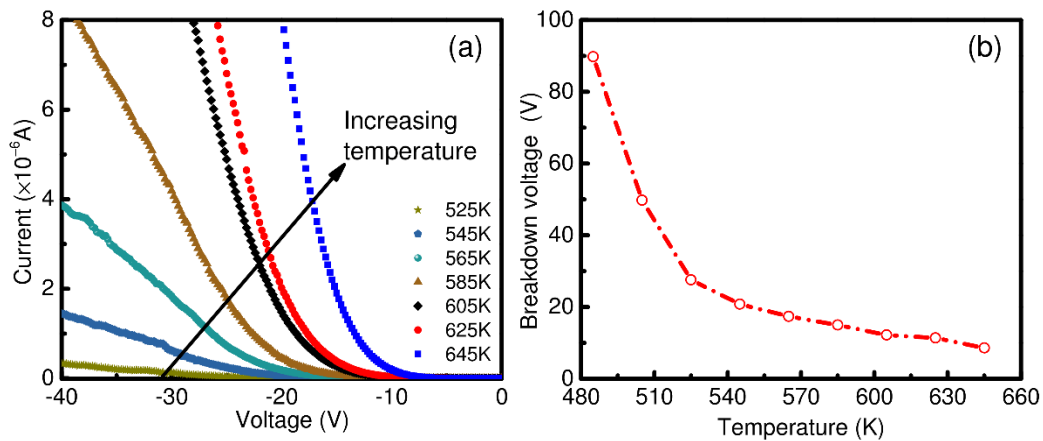 (a)
Current (×10⁻⁶A)
8
6
4
2
0
Increasing
temperature
525K
545K
565K
585K
605K
625K
645K
-40
-30
-20
-10
0
Voltage (V)
(b)
Breakdown voltage (V)
100
80
60
40
20
0
480
510
540
570
600
630
660
Temperature (K)